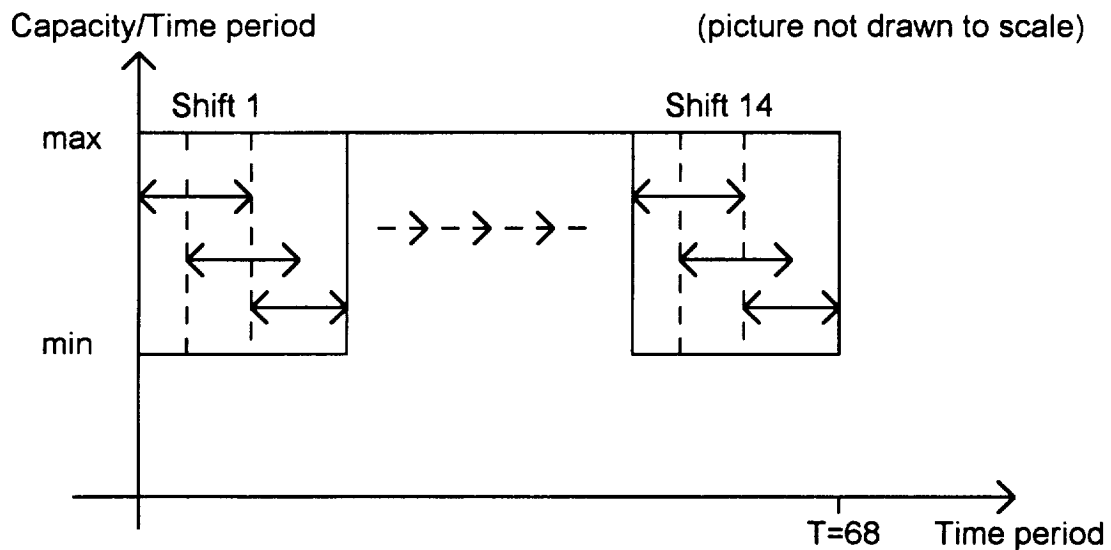 Capacity/Time period
(picture not drawn to scale)
Shift 1
Shift 14
max
min
T=68
Time period